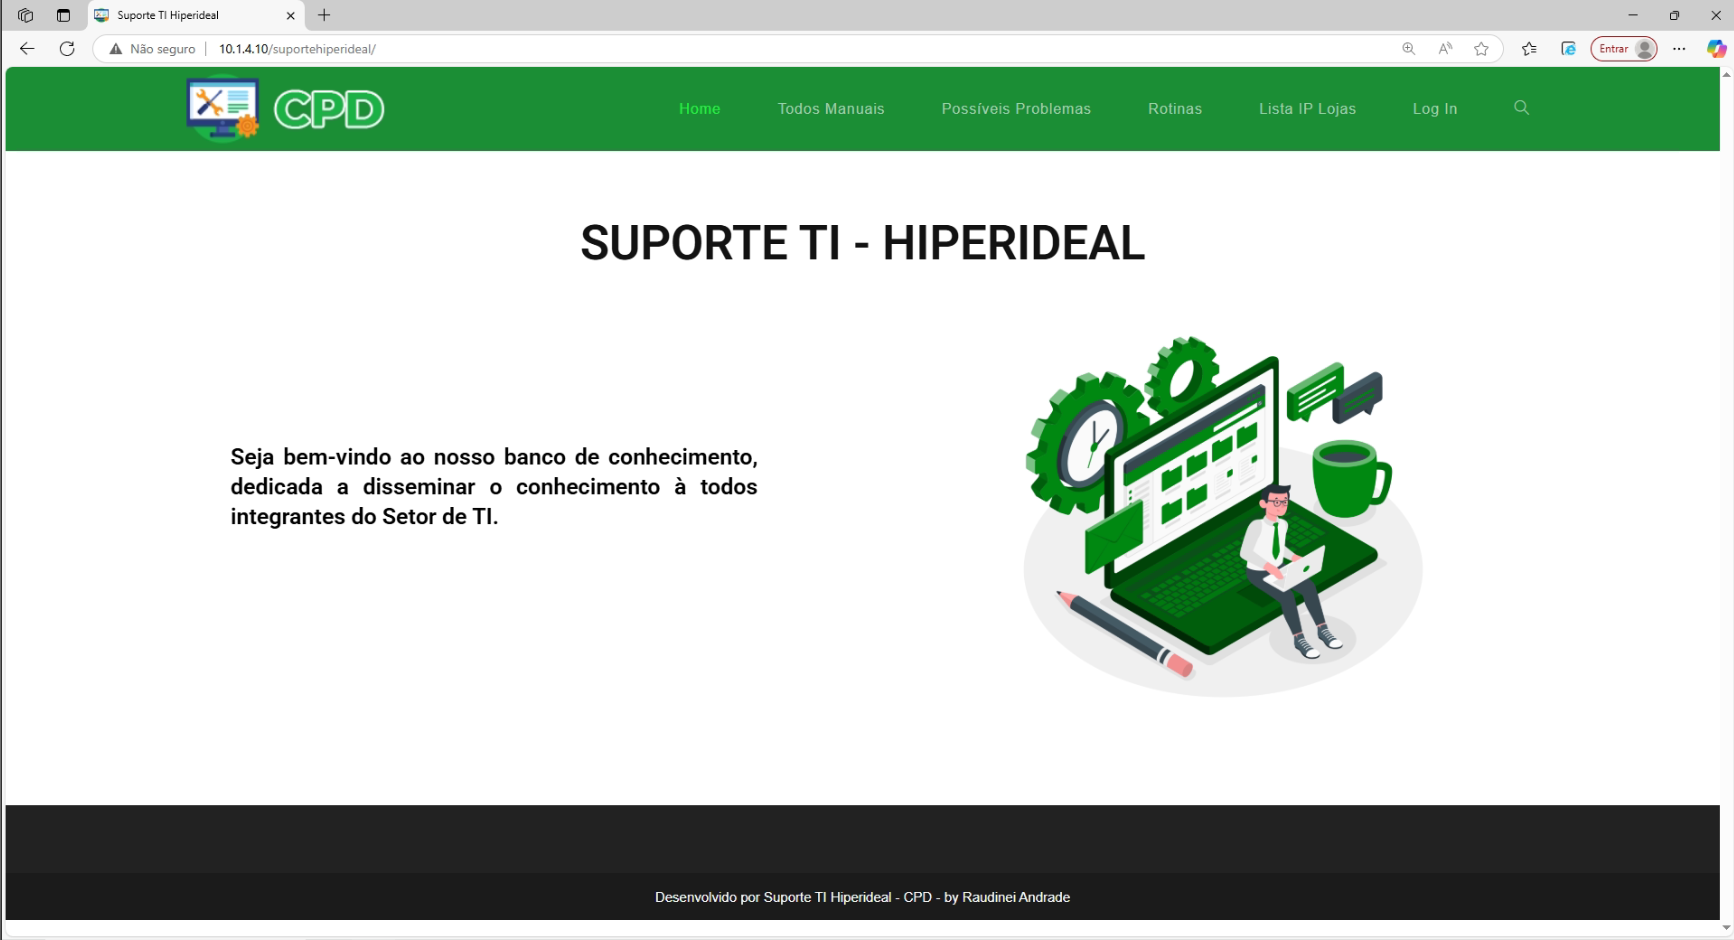 Suporte TI Hiperideal
Não seguro 10.1.4.10/suportehiperideal/
Entrar
CPD
Home Todos Manuais Possíveis Problemas Rotinas Lista IP Lojas Log In
SUPORTE TI - HIPERIDEAL
Seja bem-vindo ao nosso banco de conhecimento,
dedicada a disseminar o conhecimento à todos
integrantes do Setor de TI.
Desenvolvido por Suporte TI Hiperideal - CPD - by Raudinei Andrade